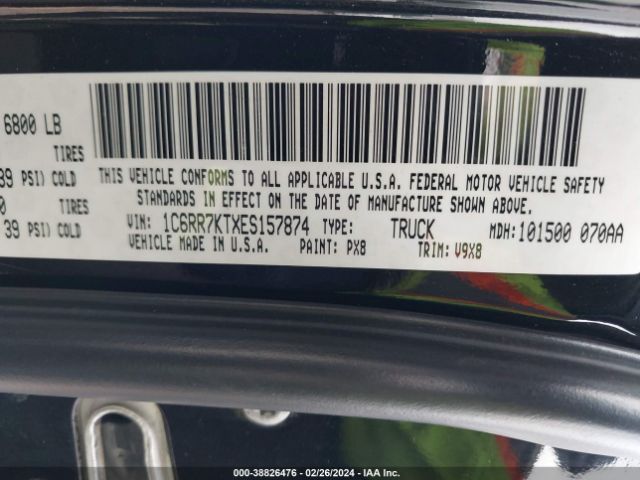 6800 LB
TIRES
39 PSI) COLD
TIRES
39 PSI) COLD
THIS VEHICLE CONFORMS TO ALL APPLICABLE U.S.A. FEDERAL MOTOR VEHICLE SAFETY
STANDARDS IN EFFECT ON THE DATE OF MANUFACTURE SHOWN ABOVE.
VIN: 1C6RR7KTXES157874 TYPE: TRUCK MDH: 101500 070AA
VEHICLE MADE IN U.S.A. PAINT: PX8 TRIM: V9X8
000-38826476 - 02/26/2024 - IAA Inc.